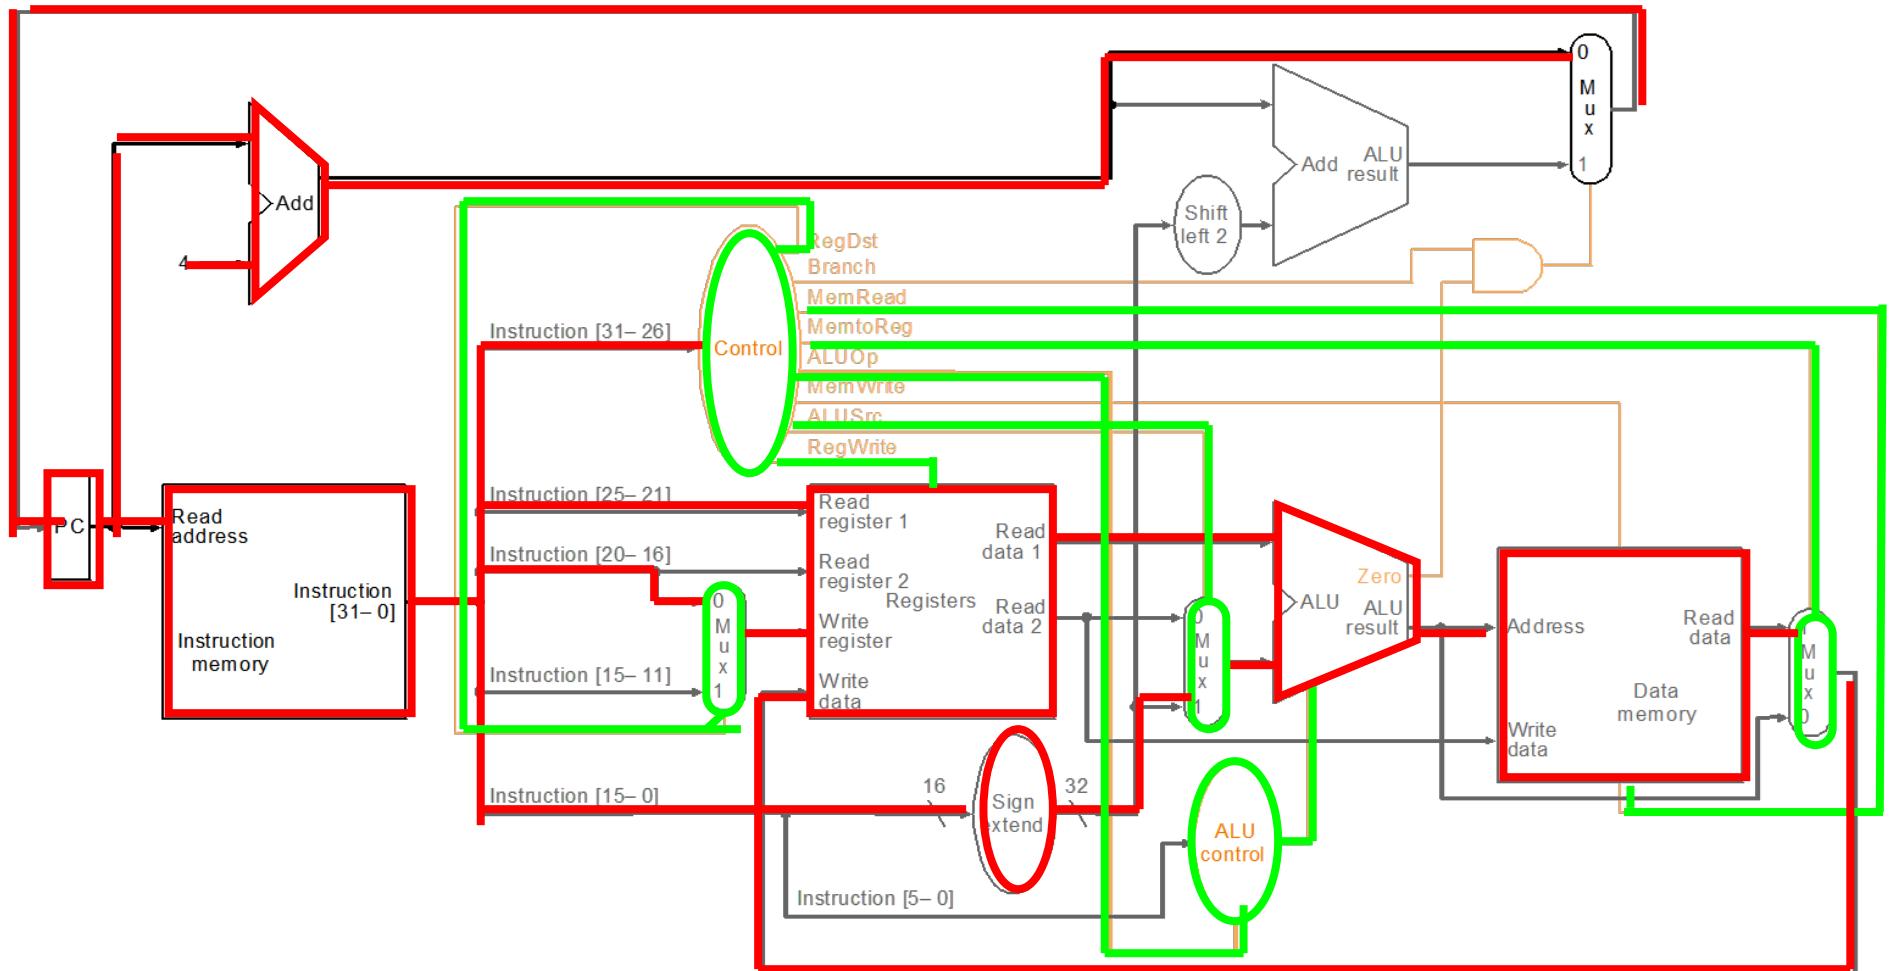 0
M
u
x
1
Add
ALU
result
Shift
left 2
Add
4
RegDst
Branch
MemRead
MemtoReg
ALUOp
MemWrite
ALUSrc
RegWrite
Control
Instruction [31– 26]
Instruction [25– 21]
Instruction [20– 16]
Instruction [15– 11]
Instruction [15– 0]
Instruction [5– 0]
PC
Read
address
Instruction
[31– 0]
Instruction
memory
0
M
u
x
1
Read
register 1
Read
register 2
Registers
Write
register
Write
data
Read
data 1
Read
data 2
0
M
u
x
1
Zero
ALU
ALU
result
Address
Read
data
Data
memory
Write
data
1
M
u
x
0
16
Sign
extend
32
ALU
control